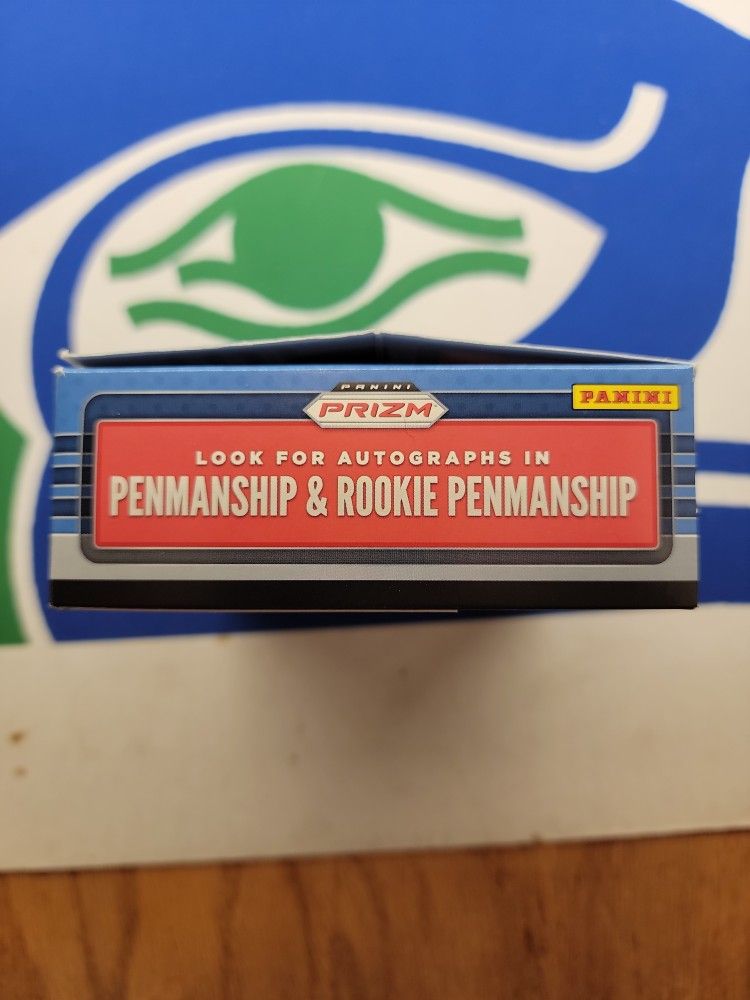 PANINI
PRIZM
PANINI
LOOK FOR AUTOGRAPHS IN
PENMANSHIP & ROOKIE PENMANSHIP